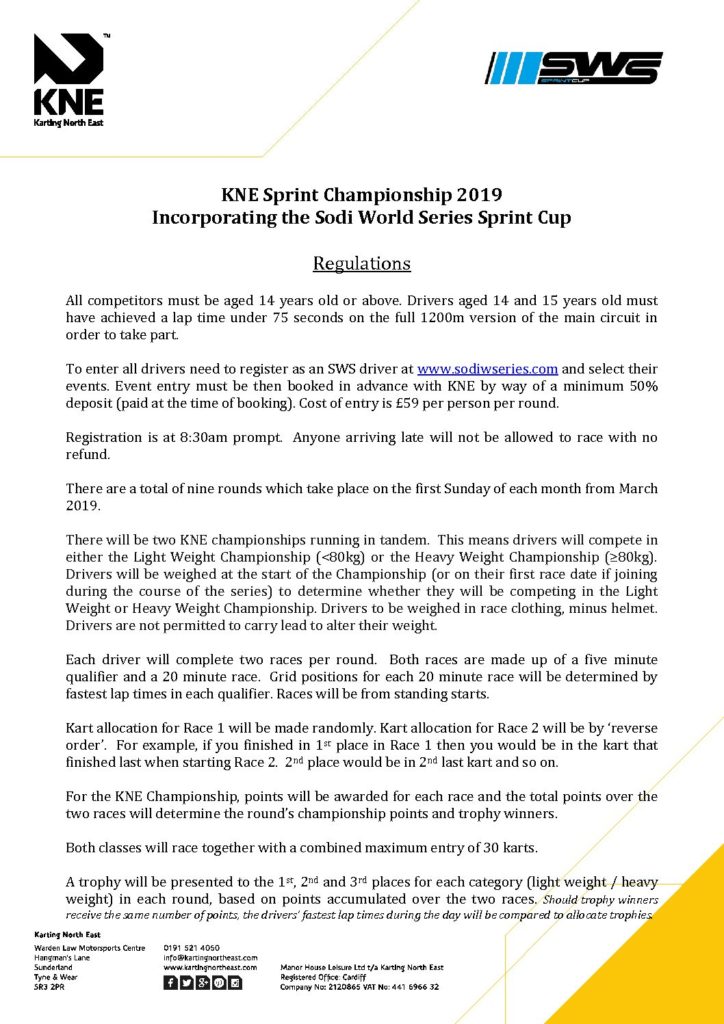 KNE
Karting North East
TM
SWS
SPRINTCUP
KNE Sprint Championship 2019
Incorporating the Sodi World Series Sprint Cup
Regulations
All competitors must be aged 14 years old or above. Drivers aged 14 and 15 years old must
have achieved a lap time under 75 seconds on the full 1200m version of the main circuit in
order to take part.
To enter all drivers need to register as an SWS driver at www.sodiwseries.com and select their
events. Event entry must be then booked in advance with KNE by way of a minimum 50%
deposit (paid at the time of booking). Cost of entry is £59 per person per round.
Registration is at 8:30am prompt.  Anyone arriving late will not be allowed to race with no
refund.
There are a total of nine rounds which take place on the first Sunday of each month from March
2019.
There will be two KNE championships running in tandem.  This means drivers will compete in
either the Light Weight Championship (<80kg) or the Heavy Weight Championship (≥80kg).
Drivers will be weighed at the start of the Championship (or on their first race date if joining
during the course of the series) to determine whether they will be competing in the Light
Weight or Heavy Weight Championship. Drivers to be weighed in race clothing, minus helmet.
Drivers are not permitted to carry lead to alter their weight.
Each driver will complete two races per round.  Both races are made up of a five minute
qualifier and a 20 minute race.  Grid positions for each 20 minute race will be determined by
fastest lap times in each qualifier. Races will be from standing starts.
Kart allocation for Race 1 will be made randomly. Kart allocation for Race 2 will be by ‘reverse
order’.  For example, if you finished in 1st place in Race 1 then you would be in the kart that
finished last when starting Race 2.  2nd place would be in 2nd last kart and so on.
For the KNE Championship, points will be awarded for each race and the total points over the
two races will determine the round’s championship points and trophy winners.
Both classes will race together with a combined maximum entry of 30 karts.
A trophy will be presented to the 1st, 2nd and 3rd places for each category (light weight / heavy
weight) in each round, based on points accumulated over the two races. Should trophy winners
receive the same number of points, the drivers’ fastest lap times during the day will be compared to allocate trophies.
Karting North East
Warden Law Motorsports Centre
Hangman's Lane
Sunderland
Tyne & Wear
SR3 2PR
0191 521 4050
info@kartingnortheast.com
www.kartingnortheast.com
Manor House Leisure Ltd t/a Karting North East
Registered Office: Cardiff
Company No: 2120865 VAT No: 441 6966 32